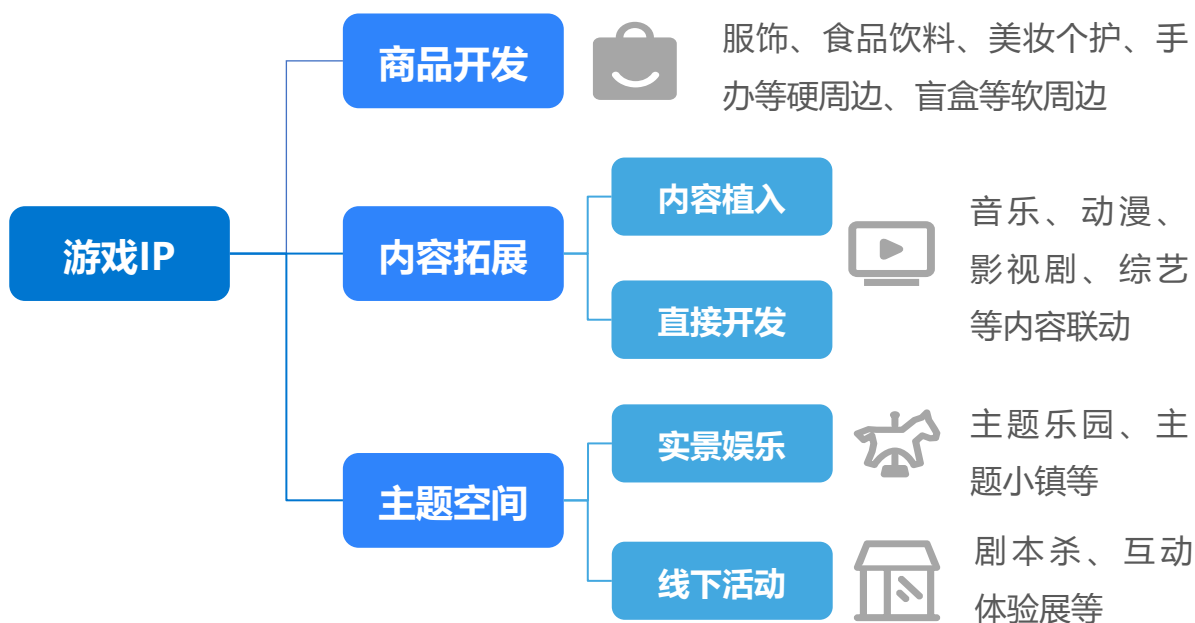 游戏IP
商品开发
服饰、食品饮料、美妆个护、手
办等硬周边、盲盒等软周边
内容拓展
内容植入
直接开发
音乐、动漫、
影视剧、综艺
等内容联动
主题空间
实景娱乐
主题乐园、主
题小镇等
线下活动
剧本杀、互动
体验展等